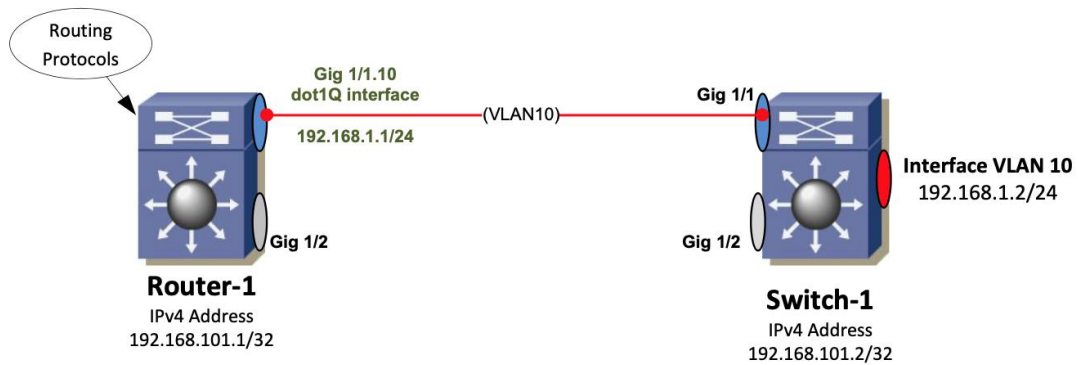 Routing
Protocols
Gig 1/1.10
dot1Q interface
192.168.1.1/24
(VLAN10)
Gig 1/1
Interface VLAN 10
192.168.1.2/24
Gig 1/2
Gig 1/2
Router-1
IPv4 Address
192.168.101.1/32
Switch-1
IPv4 Address
192.168.101.2/32